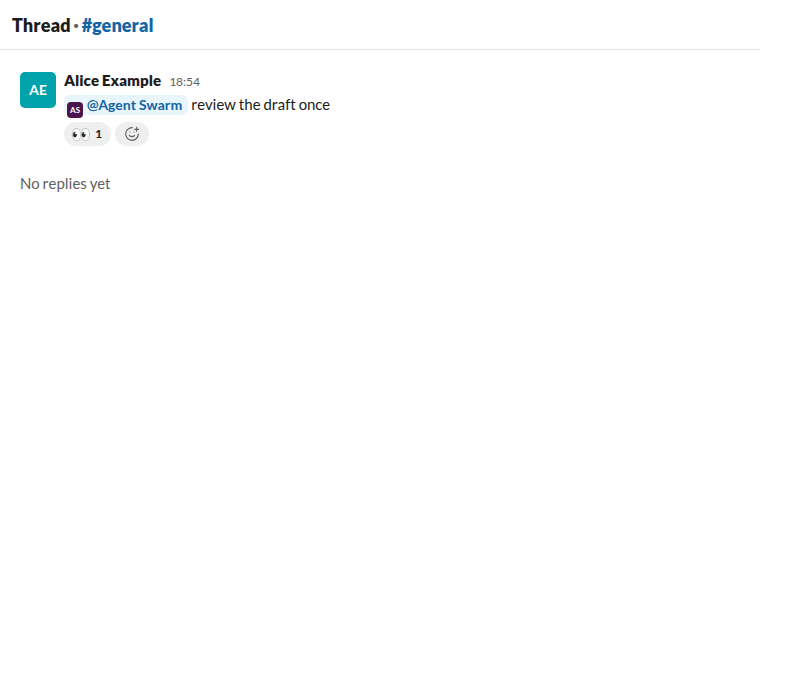 Thread • #general
AE
Alice Example 18:54
AS @Agent Swarm review the draft once
👀 1
No replies yet